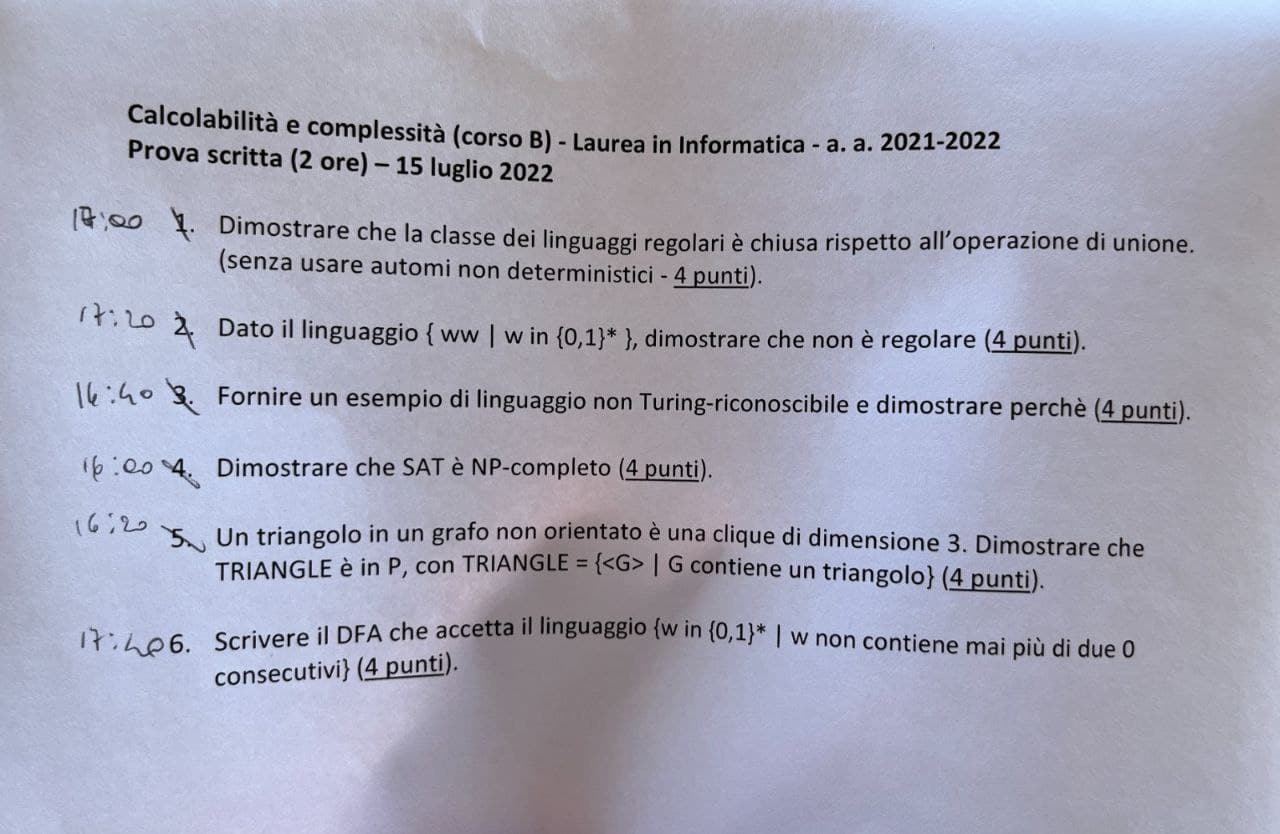 Calcolabilità e complessità (corso B) - Laurea in Informatica - a. a. 2021-2022
Prova scritta (2 ore) – 15 luglio 2022
17:00 1. Dimostrare che la classe dei linguaggi regolari è chiusa rispetto all'operazione di unione.
(senza usare automi non deterministici - 4 punti).
17:20 2. Dato il linguaggio { ww | w in {0,1}* }, dimostrare che non è regolare (4 punti).
16:40 3. Fornire un esempio di linguaggio non Turing-riconoscibile e dimostrare perchè (4 punti).
16:00 4. Dimostrare che SAT è NP-completo (4 punti).
16:20 5. Un triangolo in un grafo non orientato è una clique di dimensione 3. Dimostrare che
TRIANGLE è in P, con TRIANGLE = {<G> | G contiene un triangolo} (4 punti).
17:40 6. Scrivere il DFA che accetta il linguaggio {w in {0,1}* | w non contiene mai più di due 0
consecutivi} (4 punti).